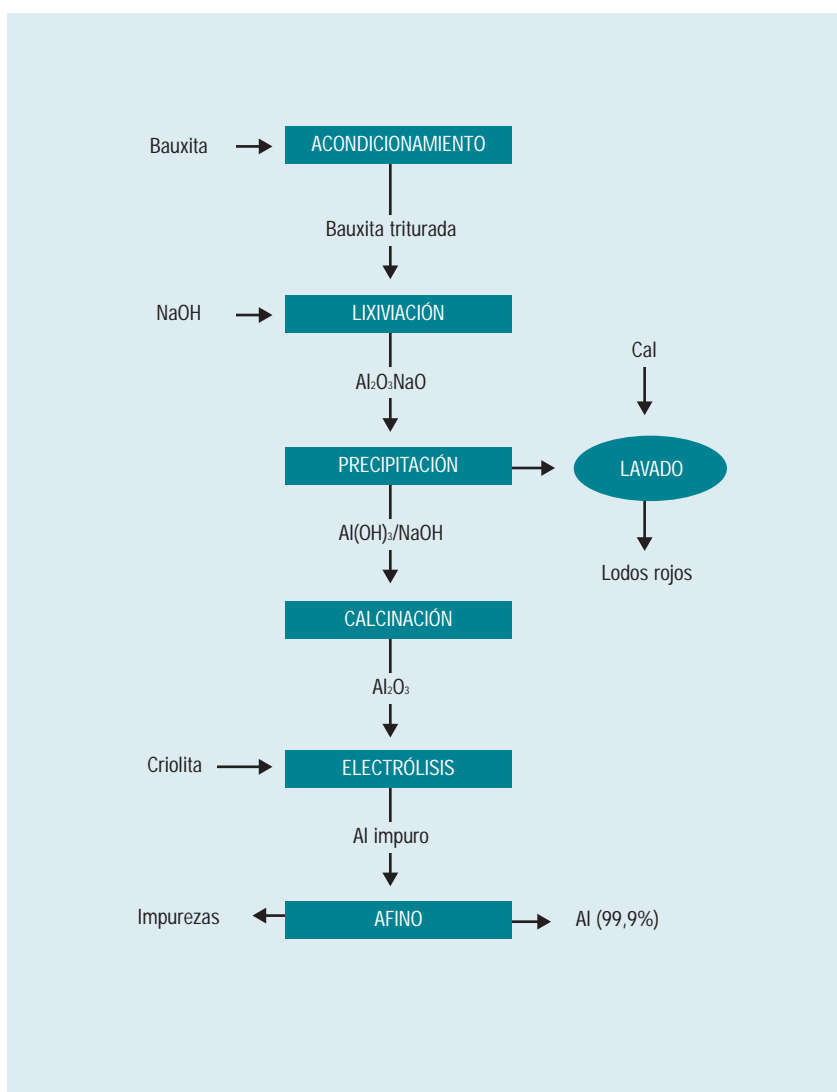 Bauxita
ACONDICIONAMIENTO
Bauxita triturada
NaOH
LIXIVIACIÓN
Cal
Al₂O₃NaO
PRECIPITACIÓN
LAVADO
Al(OH)₃/NaOH
Lodos rojos
CALCINACIÓN
Al₂O₃
Criolita
ELECTRÓLISIS
Al impuro
Impurezas
AFINO
Al (99,9%)